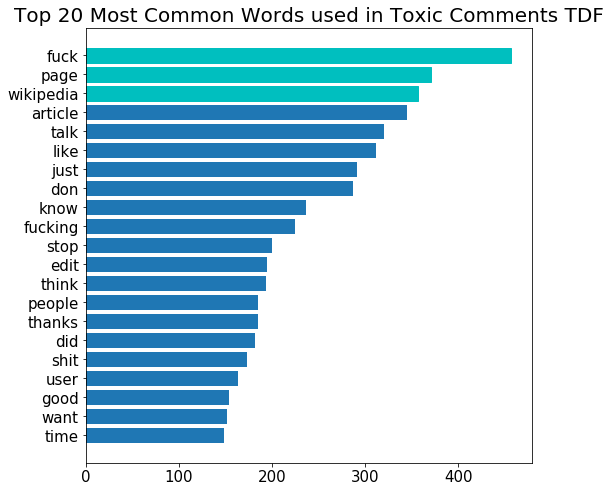 Top 20 Most Common Words used in Toxic Comments TDF
fuck
page
wikipedia
article
talk
like
just
don
know
fucking
stop
edit
think
people
thanks
did
shit
user
good
want
time
0 100 200 300 400